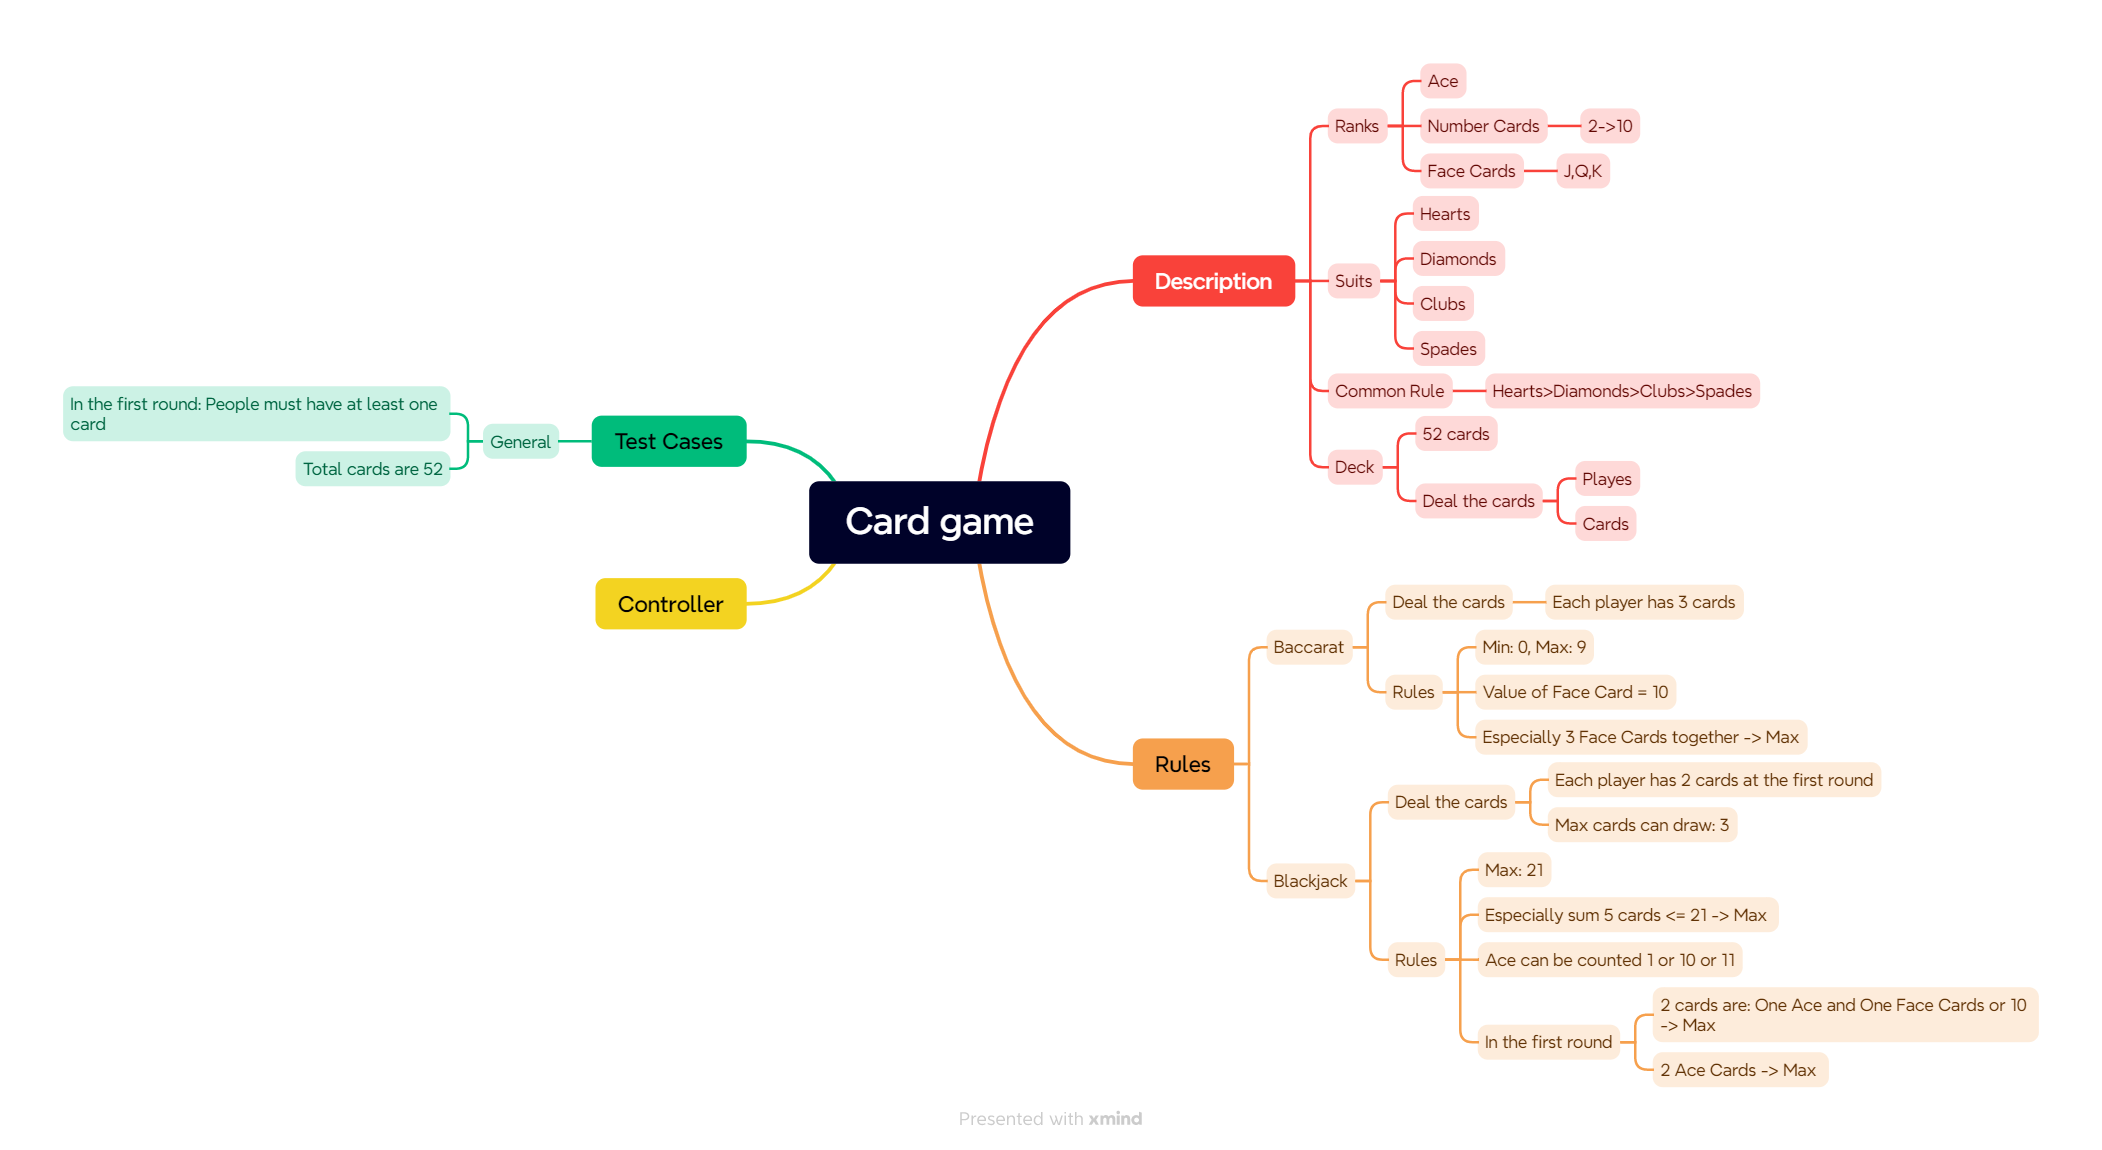 Card game
Description
Ranks
Ace
Number Cards
2->10
Face Cards
J,Q,K
Suits
Hearts
Diamonds
Clubs
Spades
Common Rule
Hearts>Diamonds>Clubs>Spades
Deck
52 cards
Deal the cards
Playes
Cards
Rules
Baccarat
Deal the cards
Each player has 3 cards
Rules
Min: 0, Max: 9
Value of Face Card = 10
Especially 3 Face Cards together -> Max
Blackjack
Deal the cards
Each player has 2 cards at the first round
Max cards can draw: 3
Rules
Max: 21
Especially sum 5 cards <= 21 -> Max
Ace can be counted 1 or 10 or 11
In the first round
2 cards are: One Ace and One Face Cards or 10
-> Max
2 Ace Cards -> Max
Test Cases
General
In the first round: People must have at least one
card
Total cards are 52
Controller
Presented with xmind